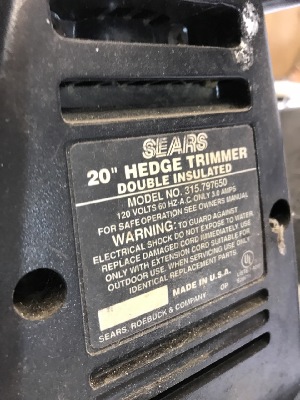 SEARS
20" HEDGE TRIMMER
DOUBLE INSULATED
MODEL NO. 315.797650
120 VOLTS 60 HZ-A.C.-ONLY 3.0 AMPS
FOR SAFE OPERATION SEE OWNERS MANUAL
WARNING: TO GUARD AGAINST
ELECTRICAL SHOCK DO NOT EXPOSE TO WATER.
REPLACE DAMAGED CORD IMMEDIATELY USE
ONLY WITH EXTENSION CORD SUITABLE FOR
OUTDOOR USE. WHEN SERVICING USE ONLY
IDENTICAL REPLACEMENT PARTS.
MADE IN U.S.A.
UL
SEARS, ROEBUCK & COMPANY